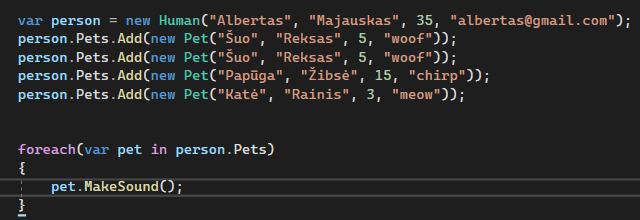 var person = new Human("Albertas", "Majauskas", 35, "albertas@gmail.com");
person.Pets.Add(new Pet("Šuo", "Reksas", 5, "woof"));
person.Pets.Add(new Pet("Šuo", "Reksas", 5, "woof"));
person.Pets.Add(new Pet("Papūga", "Žibsė", 15, "chirp"));
person.Pets.Add(new Pet("Katė", "Rainis", 3, "meow"));
foreach(var pet in person.Pets)
{
pet.MakeSound();
}